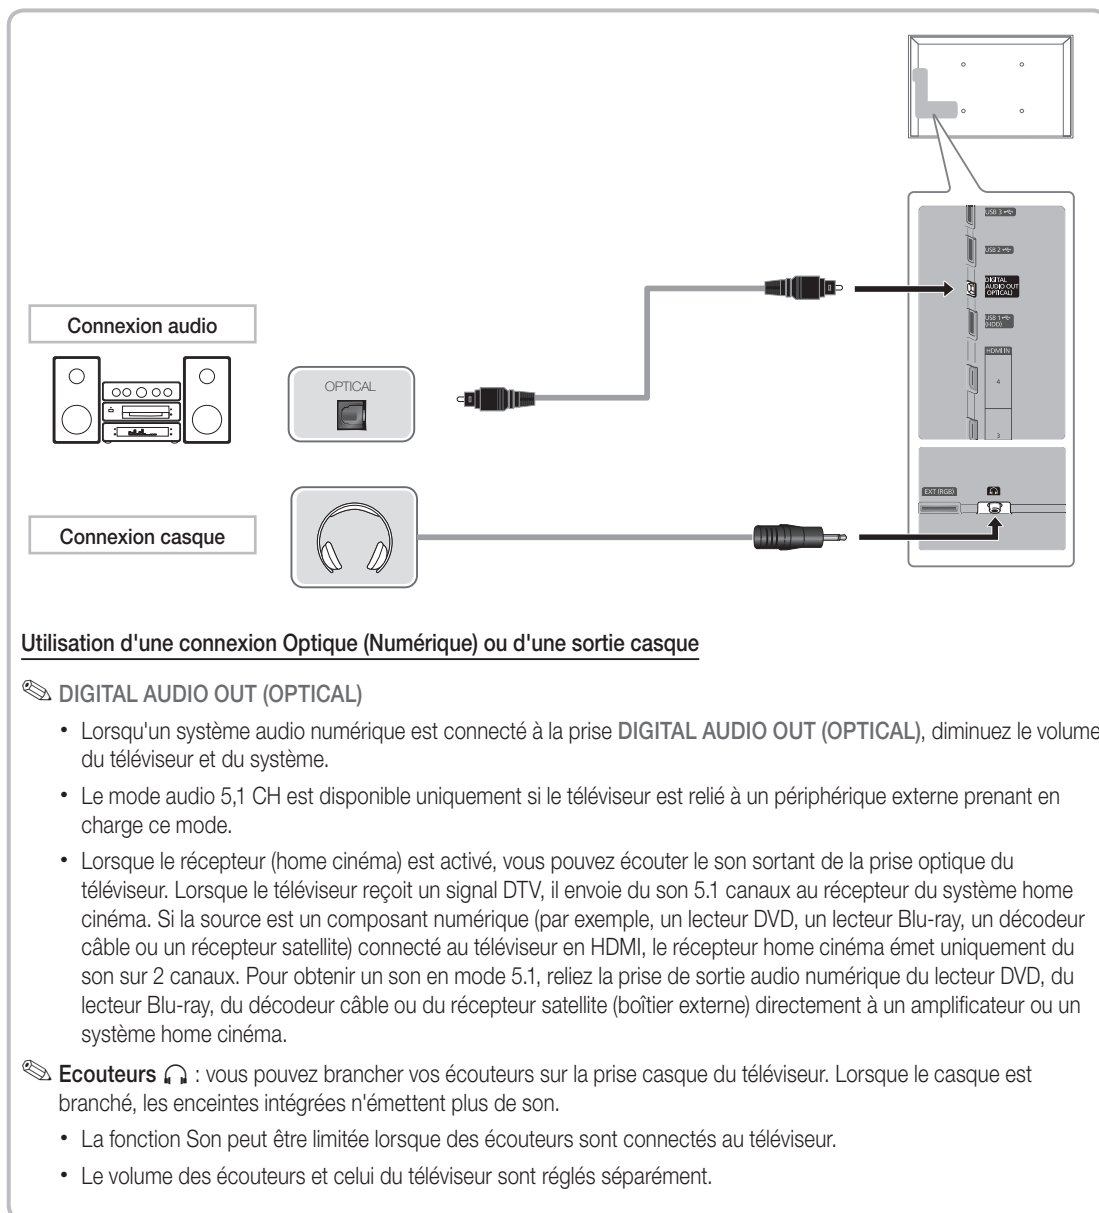 USB 3
USB 2
DIGITAL
AUDIO OUT
(OPTICAL)
USB 1
(HDD)
HDMI IN
4
3
Connexion audio
OPTICAL
EXT (RGB)
Connexion casque
Utilisation d'une connexion Optique (Numérique) ou d'une sortie casque
DIGITAL AUDIO OUT (OPTICAL)
• Lorsqu'un système audio numérique est connecté à la prise DIGITAL AUDIO OUT (OPTICAL), diminuez le volume
du téléviseur et du système.
• Le mode audio 5,1 CH est disponible uniquement si le téléviseur est relié à un périphérique externe prenant en
charge ce mode.
• Lorsque le récepteur (home cinéma) est activé, vous pouvez écouter le son sortant de la prise optique du
téléviseur. Lorsque le téléviseur reçoit un signal DTV, il envoie du son 5.1 canaux au récepteur du système home
cinéma. Si la source est un composant numérique (par exemple, un lecteur DVD, un lecteur Blu-ray, un décodeur
câble ou un récepteur satellite) connecté au téléviseur en HDMI, le récepteur home cinéma émet uniquement du
son sur 2 canaux. Pour obtenir un son en mode 5.1, reliez la prise de sortie audio numérique du lecteur DVD, du
lecteur Blu-ray, du décodeur câble ou du récepteur satellite (boîtier externe) directement à un amplificateur ou un
système home cinéma.
Ecouteurs : vous pouvez brancher vos écouteurs sur la prise casque du téléviseur. Lorsque le casque est
branché, les enceintes intégrées n'émettent plus de son.
• La fonction Son peut être limitée lorsque des écouteurs sont connectés au téléviseur.
• Le volume des écouteurs et celui du téléviseur sont réglés séparément.